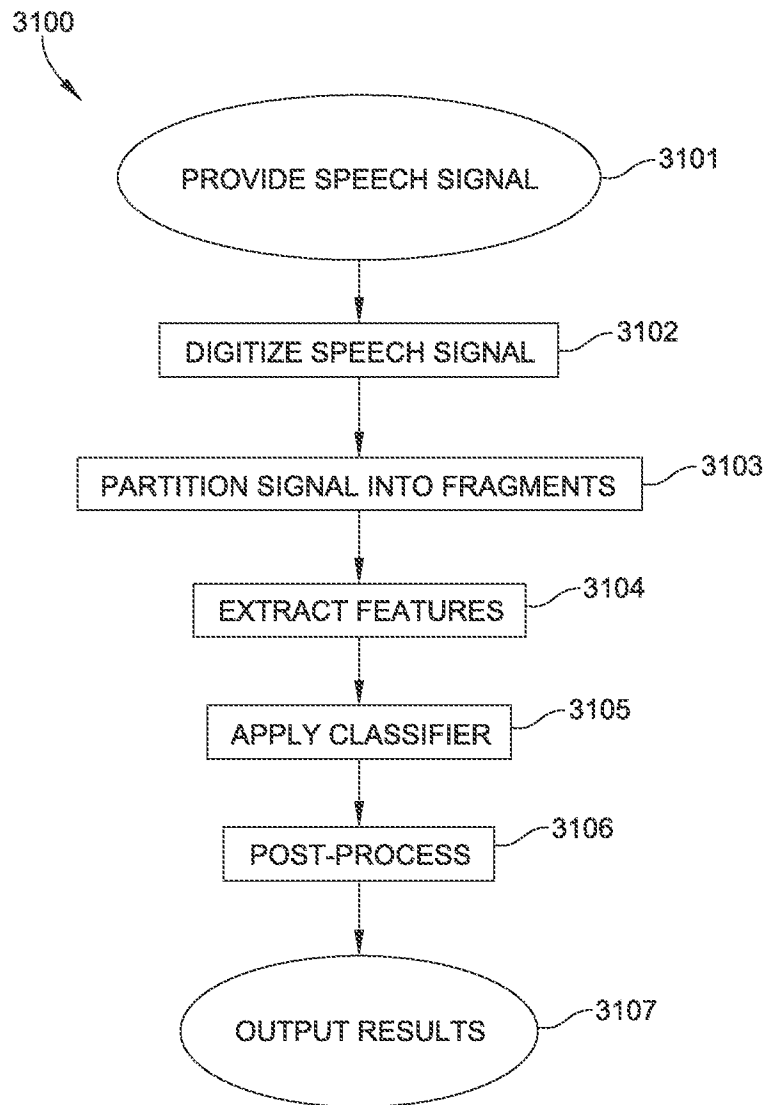 3100
PROVIDE SPEECH SIGNAL
3101
DIGITIZE SPEECH SIGNAL
3102
PARTITION SIGNAL INTO FRAGMENTS
3103
EXTRACT FEATURES
3104
APPLY CLASSIFIER
3105
POST-PROCESS
3106
OUTPUT RESULTS
3107